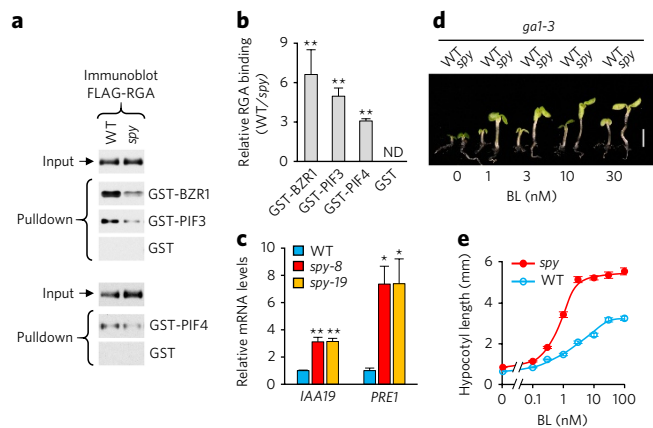 a
Immunoblot
FLAG-RGA
WT spy
Input
Pulldown
GST-BZR1
GST-PIF3
GST
Input
Pulldown
GST-PIF4
GST
b
Relative RGA binding
(WT/spy)
9
6
3
0
**
**
**
ND
GST-BZR1
GST-PIF3
GST-PIF4
GST
c
Relative mRNA levels
10
8
6
4
2
0
WT
spy-8
spy-19
** **
* *
IAA19 PRE1
d
ga1-3
WT spy WT spy WT spy WT spy WT spy
0 1 3 10 30
BL (nM)
e
Hypocotyl length (mm)
6
4
2
0
spy
WT
0 0.1 1 10 100
BL (nM)